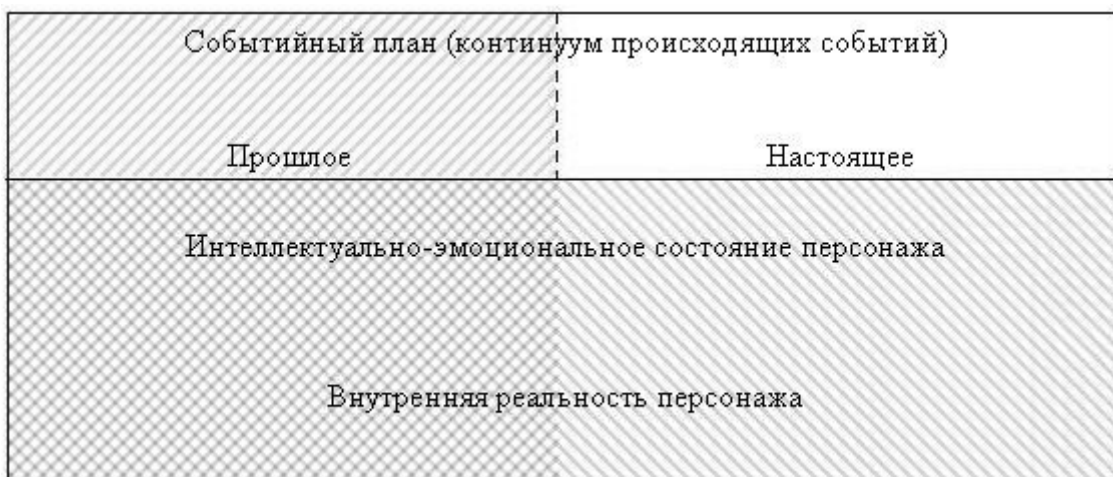 Событийный план (континуум происходящих событий)
Прошлое Настоящее
Интеллектуально-эмоциональное состояние персонажа
Внутренняя реальность персонажа